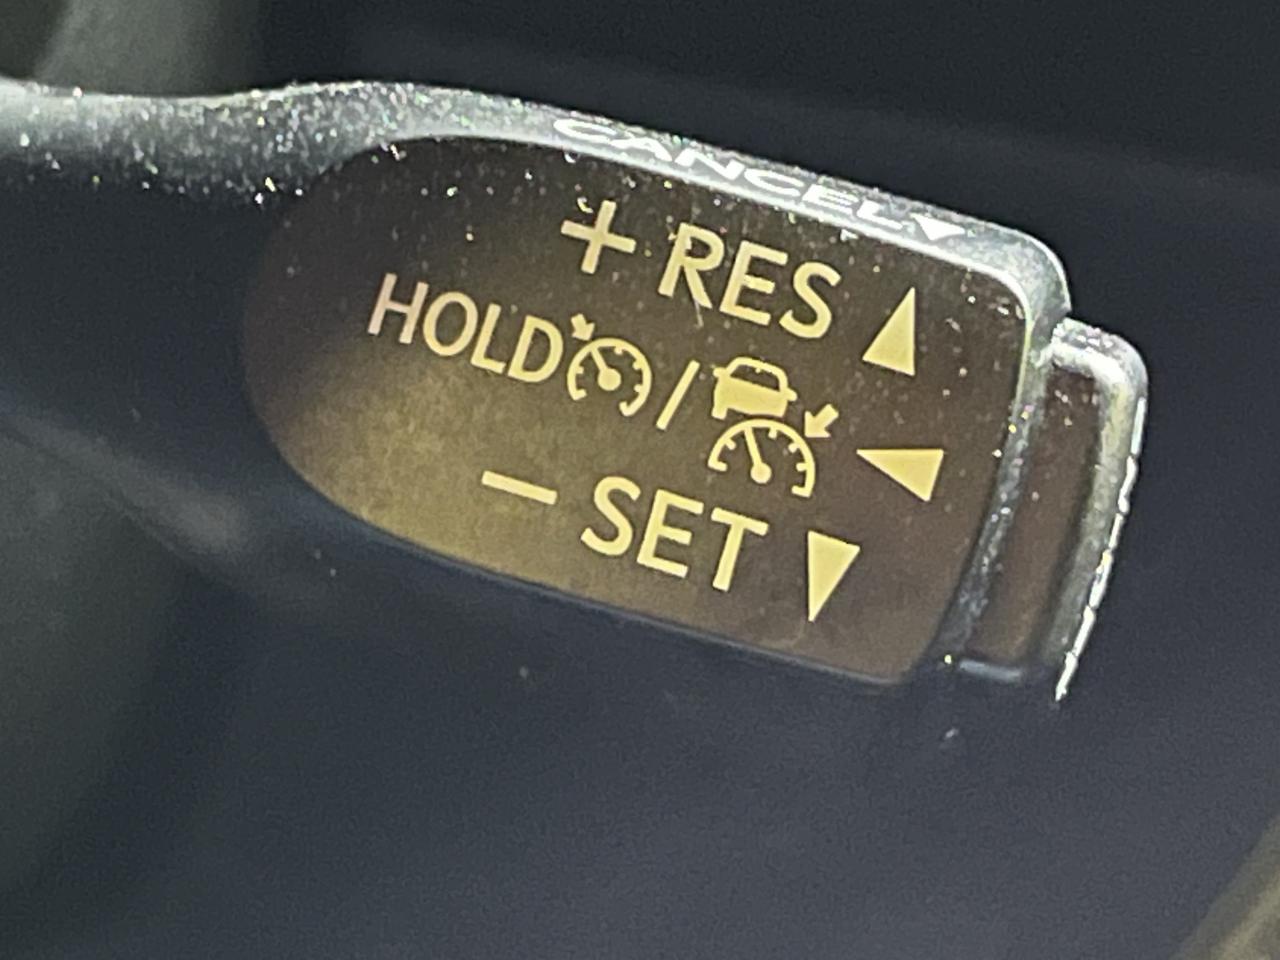 CANCEL▼
+ RES ▲
HOLD / ◀
− SET ▼